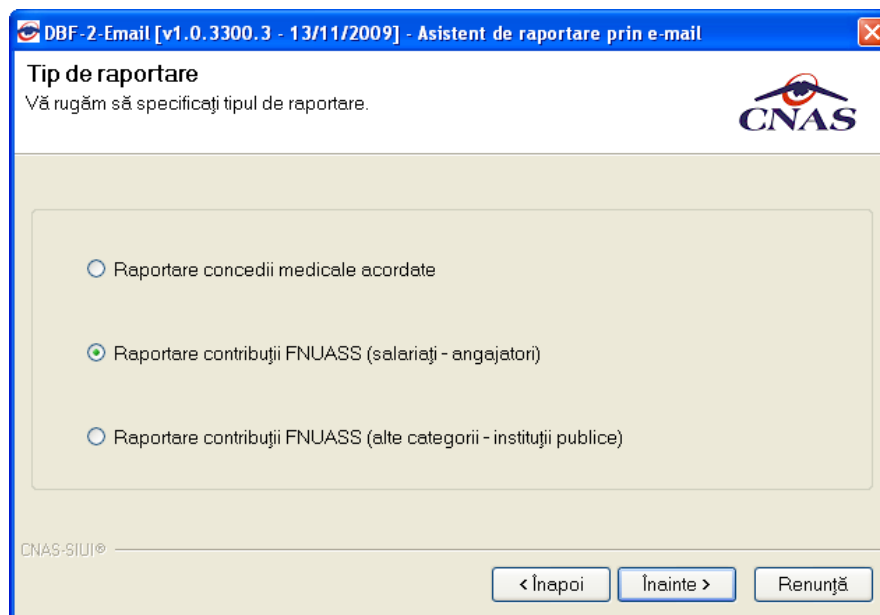 DBF-2-Email [v1.0.3300.3 - 13/11/2009] - Asistent de raportare prin e-mail
Tip de raportare
Vă rugăm să specificaţi tipul de raportare.
CNAS
Raportare concedii medicale acordate
Raportare contribuţii FNUASS (salariaţi - angajatori)
Raportare contribuţii FNUASS (alte categorii - instituţii publice)
CNAS-SIUI®
< Înapoi
Înainte >
Renunţă